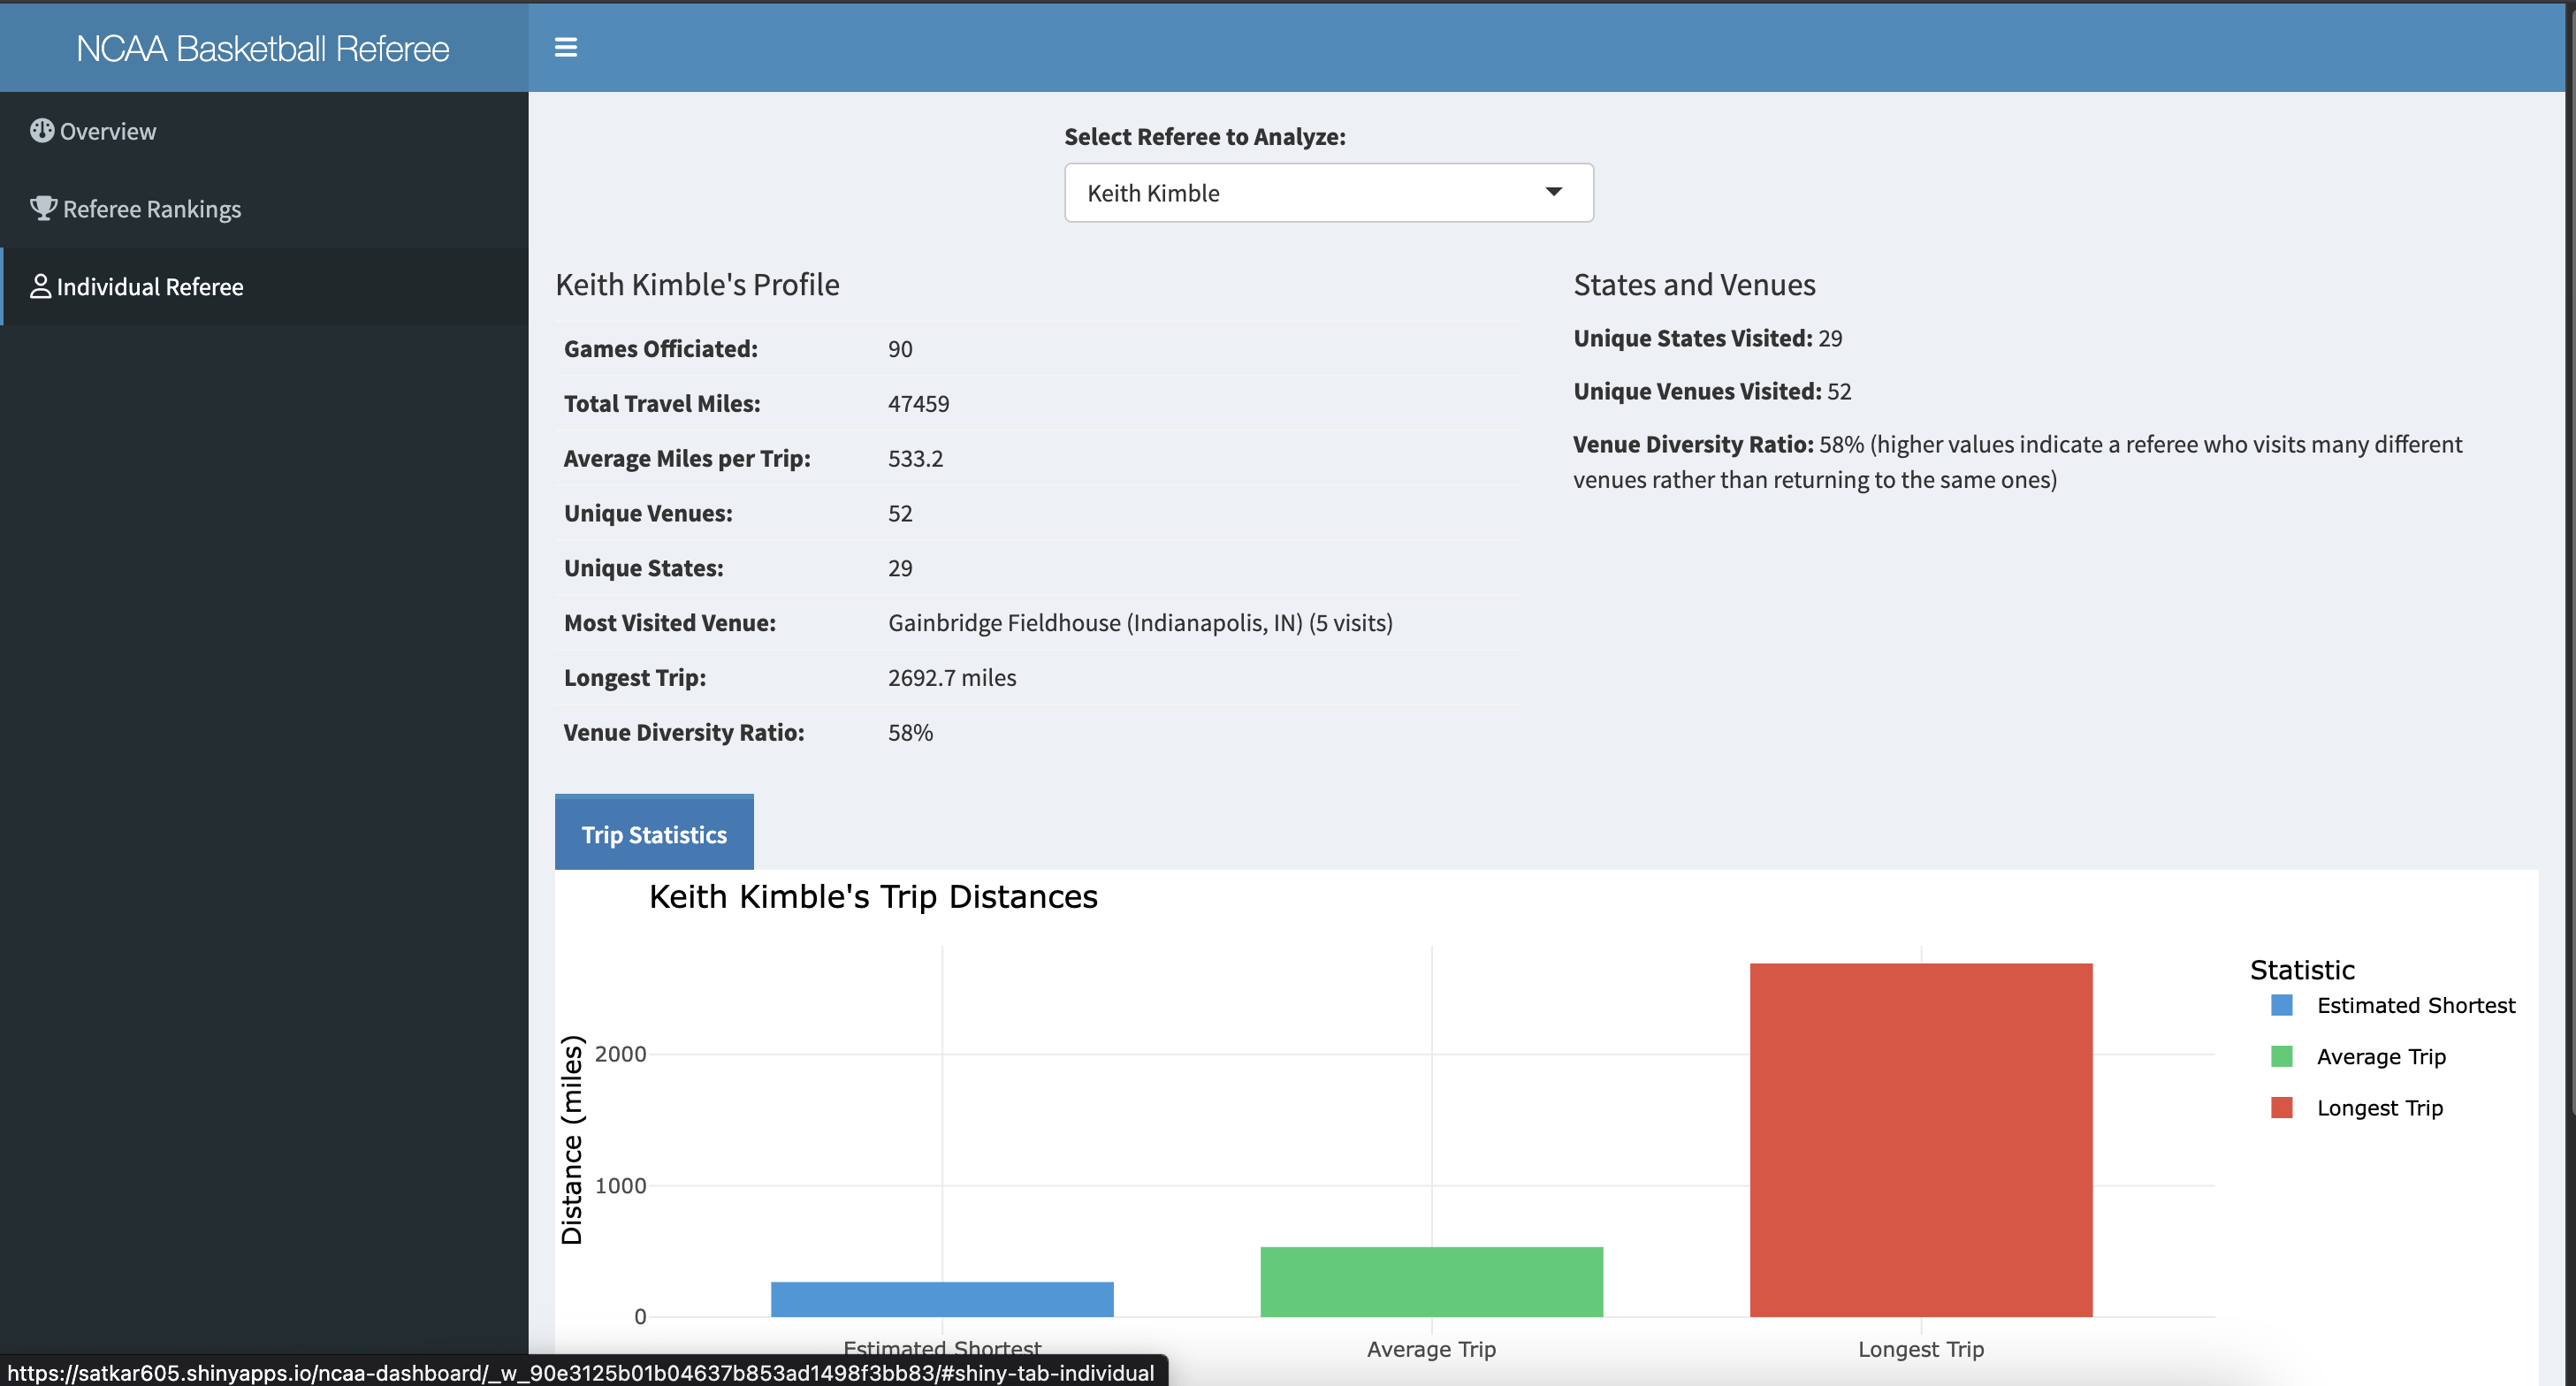 NCAA Basketball Referee
Overview
Referee Rankings
Individual Referee
Select Referee to Analyze:
Keith Kimble
Keith Kimble's Profile
Games Officiated: 90
Total Travel Miles: 47459
Average Miles per Trip: 533.2
Unique Venues: 52
Unique States: 29
Most Visited Venue: Gainbridge Fieldhouse (Indianapolis, IN) (5 visits)
Longest Trip: 2692.7 miles
Venue Diversity Ratio: 58%
States and Venues
Unique States Visited: 29
Unique Venues Visited: 52
Venue Diversity Ratio: 58% (higher values indicate a referee who visits many different
venues rather than returning to the same ones)
Trip Statistics
Keith Kimble's Trip Distances
Distance (miles)
2000
1000
0
Estimated Shortest
Average Trip
Longest Trip
Statistic
Estimated Shortest
Average Trip
Longest Trip
https://satkar605.shinyapps.io/ncaa-dashboard/_w_90e3125b01b04637b853ad1498f3bb83/#shiny-tab-individual